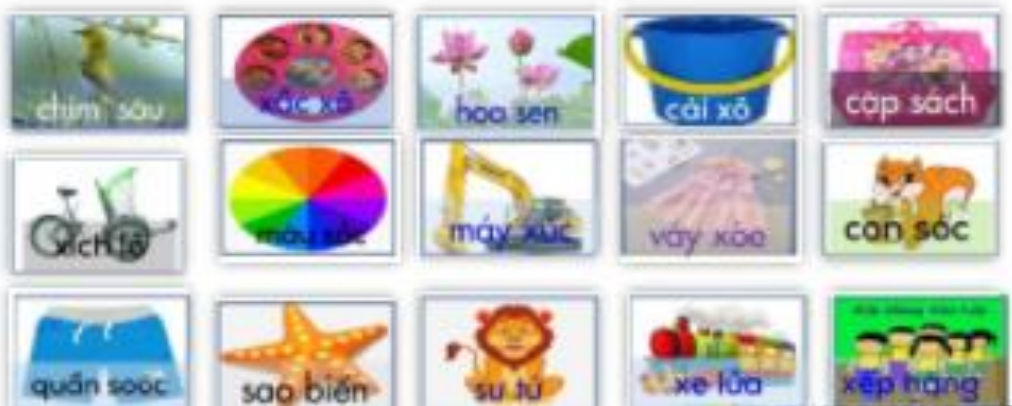 chim sâu
xắc xô
hoa sen
cái xô
cặp sách
xích lô
màu sắc
máy xúc
váy xòe
con sóc
quần soóc
sao biển
sư tử
xe lửa
xếp hàng